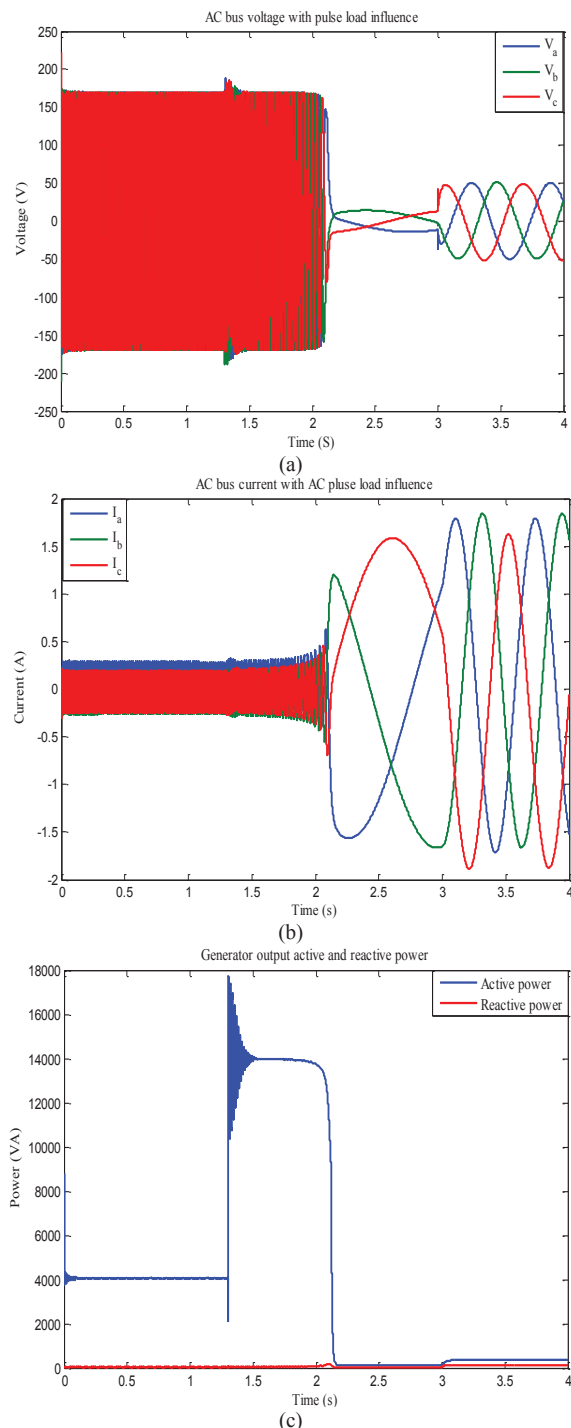 AC bus voltage with pulse load influence
250
200
150
100
50
0
-50
-100
-150
-200
-250
Voltage (V)
V_a
V_b
V_c
0 0.5 1 1.5 2 2.5 3 3.5 4
Time (S)
(a)
AC bus current with AC pluse load influence
2
1.5
1
0.5
0
-0.5
-1
-1.5
-2
Current (A)
I_a
I_b
I_c
0 0.5 1 1.5 2 2.5 3 3.5 4
Time (s)
(b)
Generator output active and reactive power
18000
16000
14000
12000
10000
8000
6000
4000
2000
0
Power (VA)
Active power
Reactive power
0 0.5 1 1.5 2 2.5 3 3.5 4
Time (s)
(c)